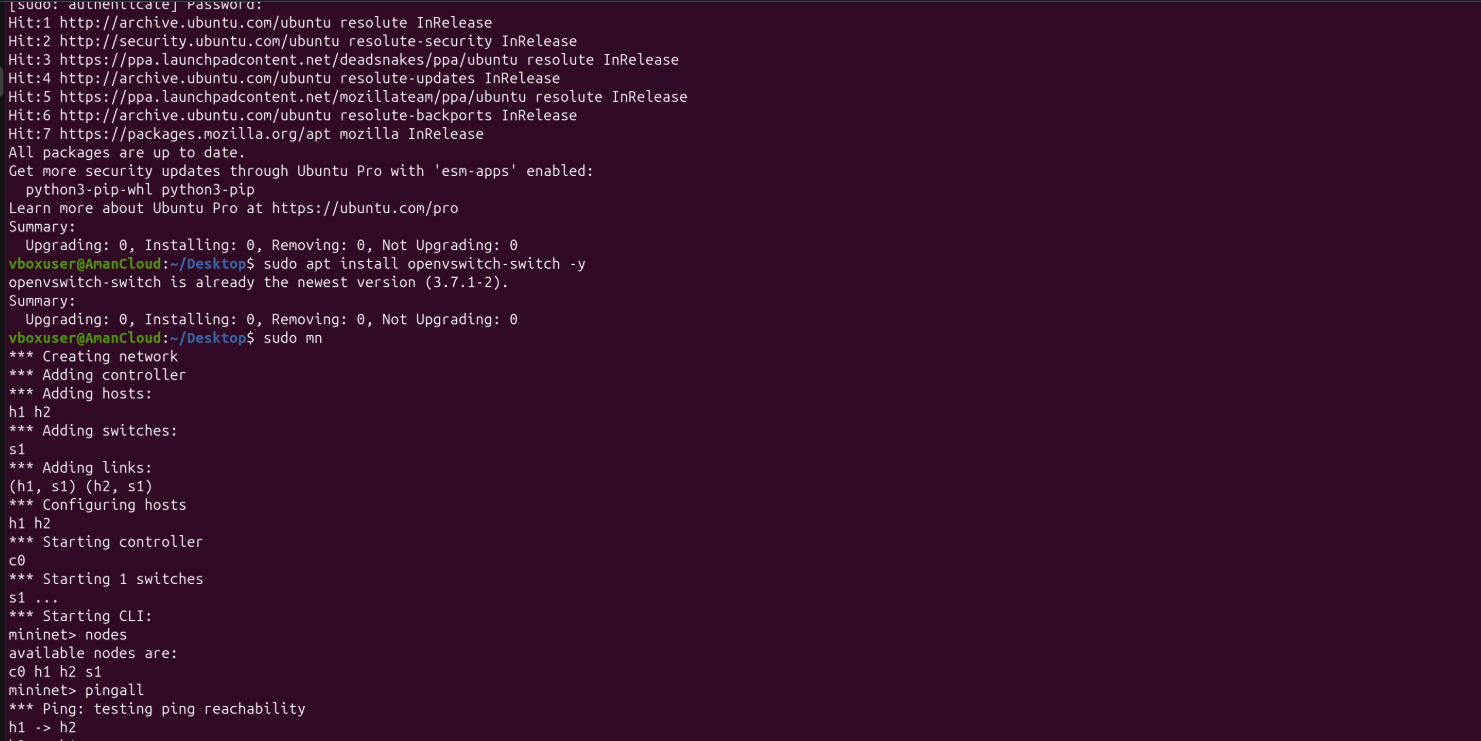 [sudo: authenticate] Password:
Hit:1 http://archive.ubuntu.com/ubuntu resolute InRelease
Hit:2 http://security.ubuntu.com/ubuntu resolute-security InRelease
Hit:3 https://ppa.launchpadcontent.net/deadsnakes/ppa/ubuntu resolute InRelease
Hit:4 http://archive.ubuntu.com/ubuntu resolute-updates InRelease
Hit:5 https://ppa.launchpadcontent.net/mozillateam/ppa/ubuntu resolute InRelease
Hit:6 http://archive.ubuntu.com/ubuntu resolute-backports InRelease
Hit:7 https://packages.mozilla.org/apt mozilla InRelease
All packages are up to date.
Get more security updates through Ubuntu Pro with 'esm-apps' enabled:
  python3-pip-whl python3-pip
Learn more about Ubuntu Pro at https://ubuntu.com/pro
Summary:
  Upgrading: 0, Installing: 0, Removing: 0, Not Upgrading: 0
vboxuser@AmanCloud:~/Desktop$ sudo apt install openvswitch-switch -y
openvswitch-switch is already the newest version (3.7.1-2).
Summary:
  Upgrading: 0, Installing: 0, Removing: 0, Not Upgrading: 0
vboxuser@AmanCloud:~/Desktop$ sudo mn
*** Creating network
*** Adding controller
*** Adding hosts:
h1 h2
*** Adding switches:
s1
*** Adding links:
(h1, s1) (h2, s1)
*** Configuring hosts
h1 h2
*** Starting controller
c0
*** Starting 1 switches
s1 ...
*** Starting CLI:
mininet> nodes
available nodes are:
c0 h1 h2 s1
mininet> pingall
*** Ping: testing ping reachability
h1 -> h2